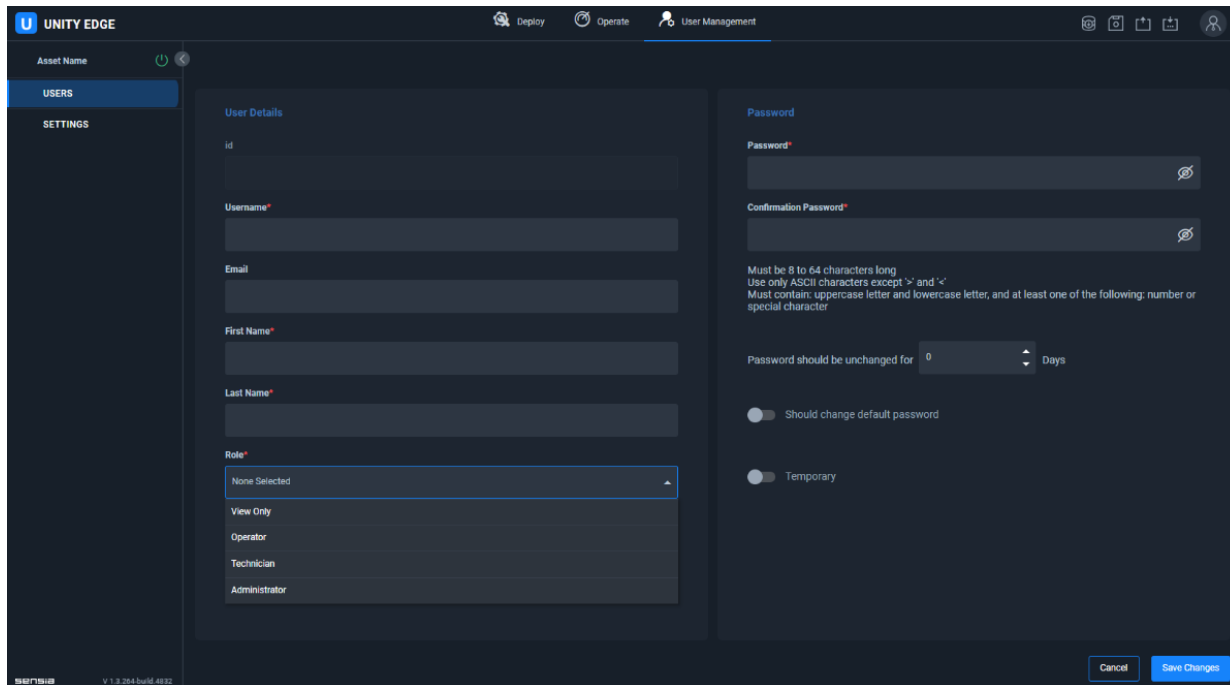 U UNITY EDGE
Deploy
Operate
User Management
Asset Name
USERS
SETTINGS
User Details
id
Username*
Email
First Name*
Last Name*
Role*
None Selected
View Only
Operator
Technician
Administrator
Password
Password*
Confirmation Password*
Must be 8 to 64 characters long
Use only ASCII characters except '>' and '<'
Must contain: uppercase letter and lowercase letter, and at least one of the following: number or
special character
Password should be unchanged for 0 Days
Should change default password
Temporary
Cancel
Save Changes
sensia
V 1.3.264-build.4832